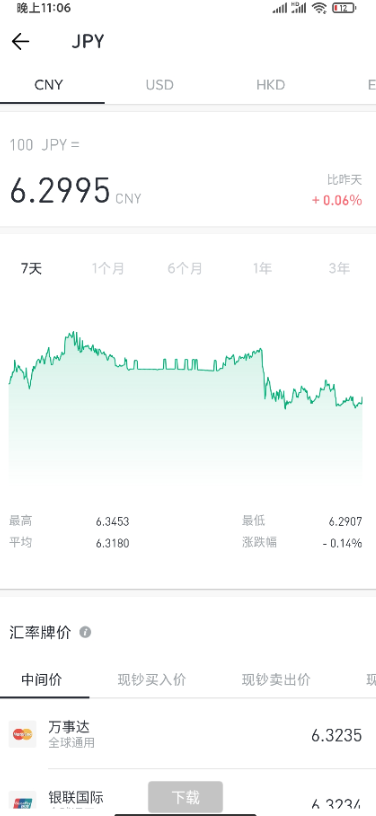 晚上11:06
12
JPY
CNY USD HKD E
100 JPY =
6.2995 CNY
比昨天
+ 0.06%
7天 1个月 6个月 1年 3年
最高 6.3453 最低 6.2907
平均 6.3180 涨跌幅 - 0.14%
汇率牌价
中间价 现钞买入价 现钞卖出价 现
万事达
全球通用
6.3235
银联国际
6.3234
下载